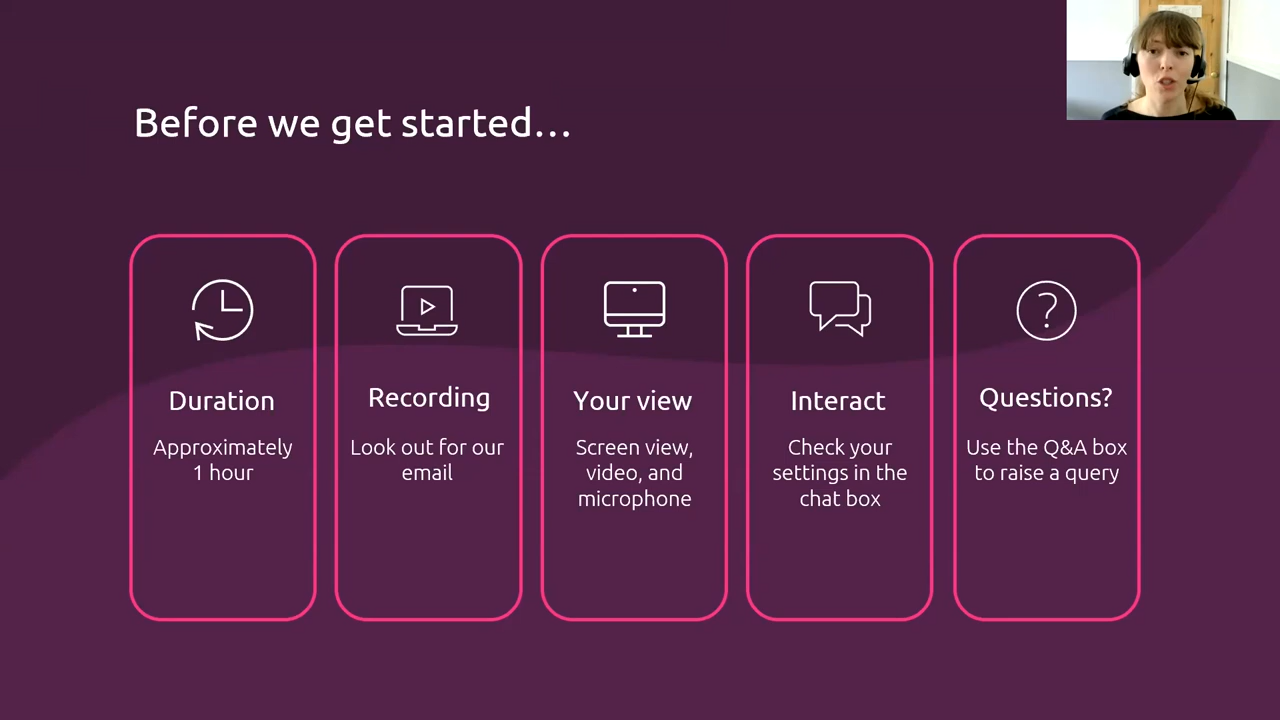 Before we get started...
Duration
Approximately
1 hour
Recording
Look out for our
email
Your view
Screen view,
video, and
microphone
Interact
Check your
settings in the
chat box
Questions?
Use the Q&A box
to raise a query